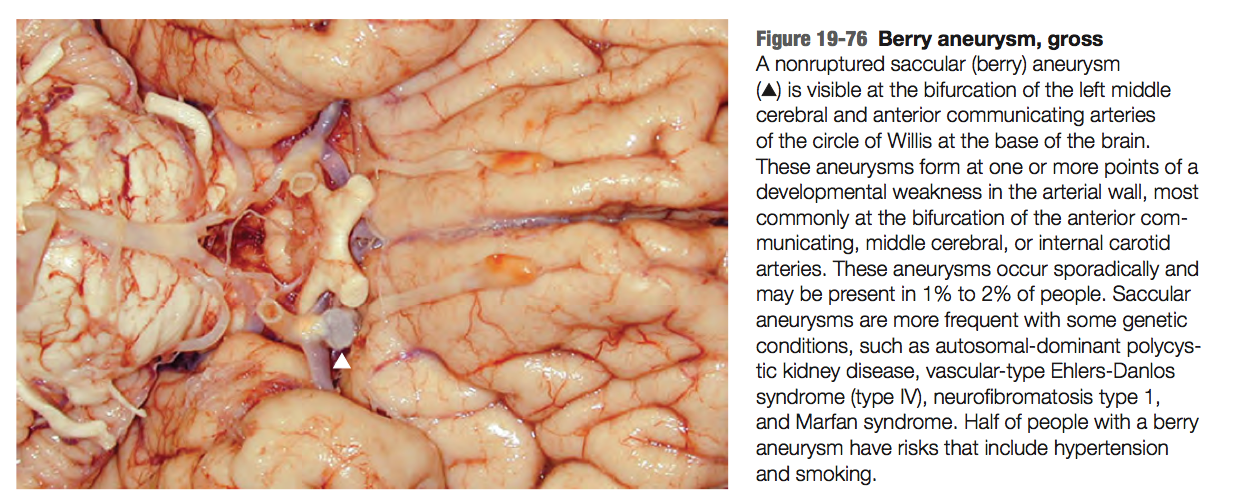 Figure 19-76 Berry aneurysm, gross
A nonruptured saccular (berry) aneurysm
(▲) is visible at the bifurcation of the left middle
cerebral and anterior communicating arteries
of the circle of Willis at the base of the brain.
These aneurysms form at one or more points of a
developmental weakness in the arterial wall, most
commonly at the bifurcation of the anterior com-
municating, middle cerebral, or internal carotid
arteries. These aneurysms occur sporadically and
may be present in 1% to 2% of people. Saccular
aneurysms are more frequent with some genetic
conditions, such as autosomal-dominant polycys-
tic kidney disease, vascular-type Ehlers-Danlos
syndrome (type IV), neurofibromatosis type 1,
and Marfan syndrome. Half of people with a berry
aneurysm have risks that include hypertension
and smoking.